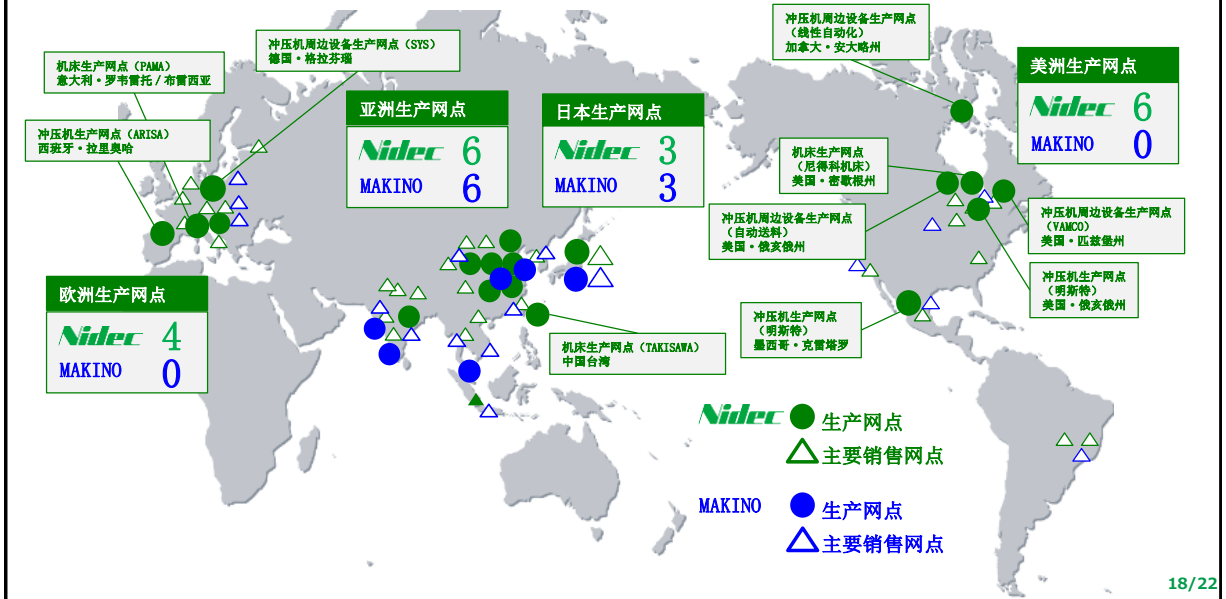 冲压机周边设备生产网点（SYS）
德国・格拉芬瑙
机床生产网点（PAMA）
意大利・罗韦雷托/布雷西亚
冲压机生产网点（ARISA）
西班牙・拉里奥哈
亚洲生产网点
Nidec 6
MAKINO 6
日本生产网点
Nidec 3
MAKINO 3
冲压机周边设备生产网点
（线性自动化）
加拿大・安大略州
美洲生产网点
Nidec 6
MAKINO 0
机床生产网点
（尼得科机床）
美国・密歇根州
冲压机周边设备生产网点
（自动送料）
美国・俄亥俄州
冲压机周边设备生产网点
（VAMCO）
美国・匹兹堡州
冲压机生产网点
（明斯特）
美国・俄亥俄州
冲压机生产网点
（明斯特）
墨西哥・克雷塔罗
欧洲生产网点
Nidec 4
MAKINO 0
机床生产网点（TAKISAWA）
中国台湾
Nidec 生产网点
主要销售网点
MAKINO 生产网点
主要销售网点
18/22